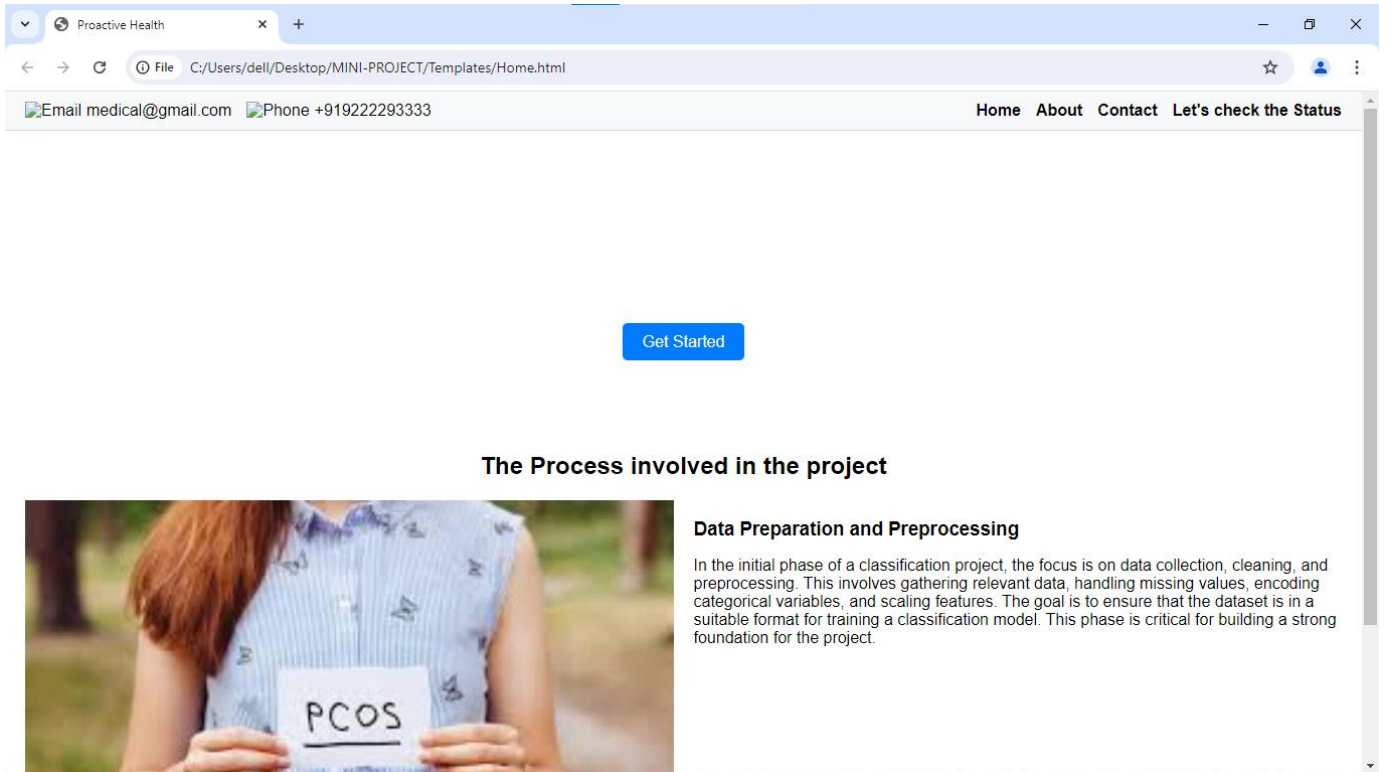 Proactive Health
File C:/Users/dell/Desktop/MINI-PROJECT/Templates/Home.html
Email medical@gmail.com Phone +919222293333 Home About Contact Let's check the Status
Get Started
The Process involved in the project
Data Preparation and Preprocessing
In the initial phase of a classification project, the focus is on data collection, cleaning, and
preprocessing. This involves gathering relevant data, handling missing values, encoding
categorical variables, and scaling features. The goal is to ensure that the dataset is in a
suitable format for training a classification model. This phase is critical for building a strong
foundation for the project.
PCOS